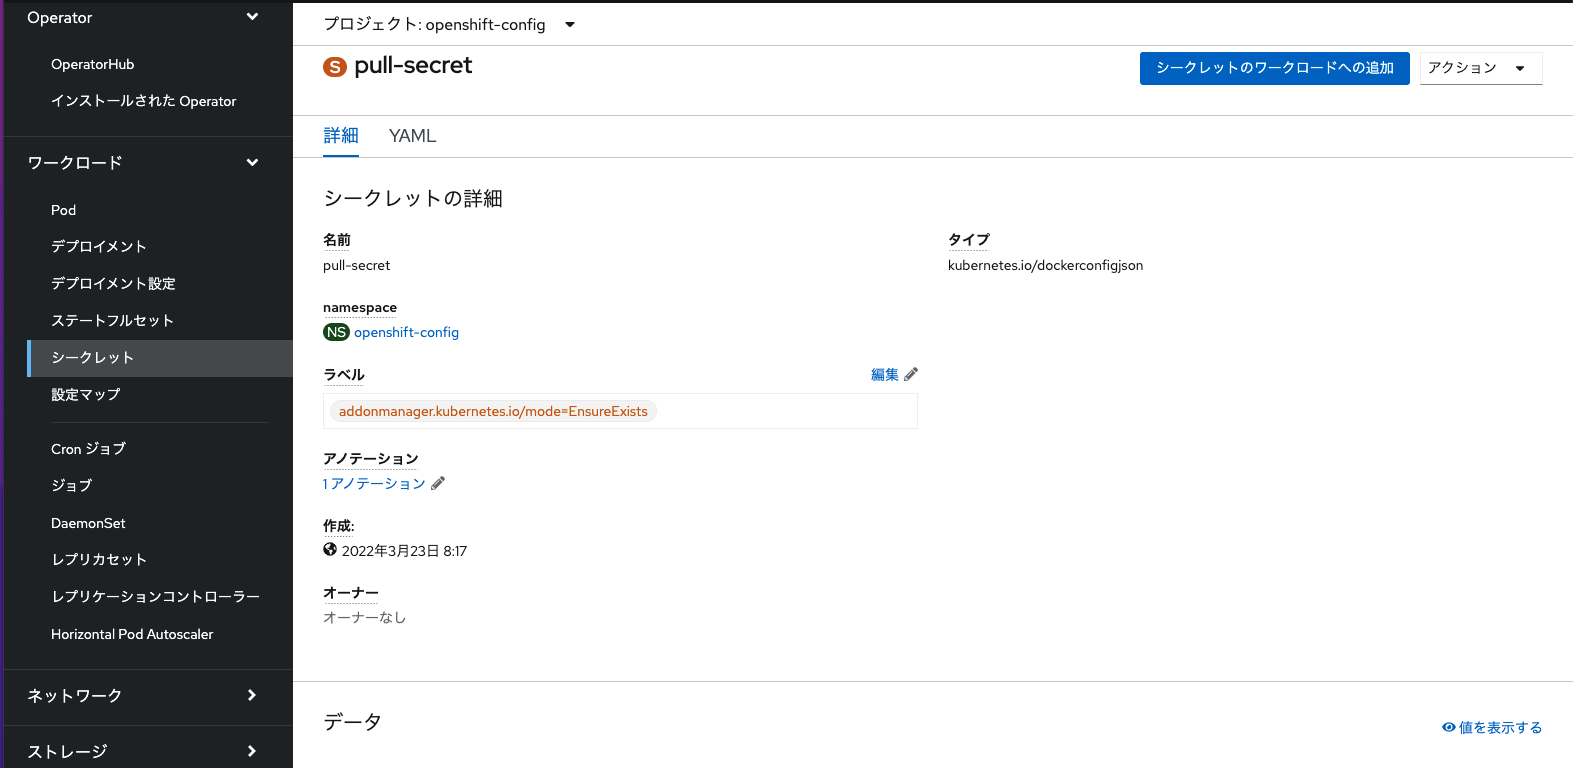 Operator
OperatorHub
インストールされた Operator
ワークロード
Pod
デプロイメント
デプロイメント設定
ステートフルセット
シークレット
設定マップ
Cron ジョブ
ジョブ
DaemonSet
レプリカセット
レプリケーションコントローラー
Horizontal Pod Autoscaler
ネットワーク
ストレージ
プロジェクト: openshift-config
S pull-secret
シークレットのワークロードへの追加
アクション
詳細
YAML
シークレットの詳細
名前
pull-secret
タイプ
kubernetes.io/dockerconfigjson
namespace
NS openshift-config
ラベル
編集
addonmanager.kubernetes.io/mode=EnsureExists
アノテーション
1 アノテーション
作成:
2022年3月23日 8:17
オーナー
オーナーなし
データ
値を表示する